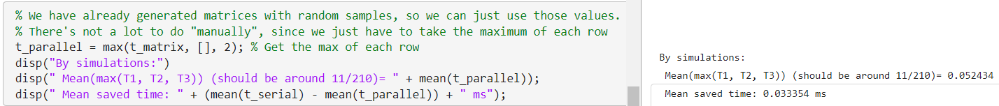 % We have already generated matrices with random samples, so we can just use those values.
% There's not a lot to do "manually", since we just have to take the maximum of each row
t_parallel = max(t_matrix, [], 2); % Get the max of each row
disp("By simulations:")
disp(" Mean(max(T1, T2, T3)) (should be around 11/210)= " + mean(t_parallel));
disp(" Mean saved time: " + (mean(t_serial) - mean(t_parallel)) + " ms");
By simulations:
Mean(max(T1, T2, T3)) (should be around 11/210)= 0.052434
Mean saved time: 0.033354 ms